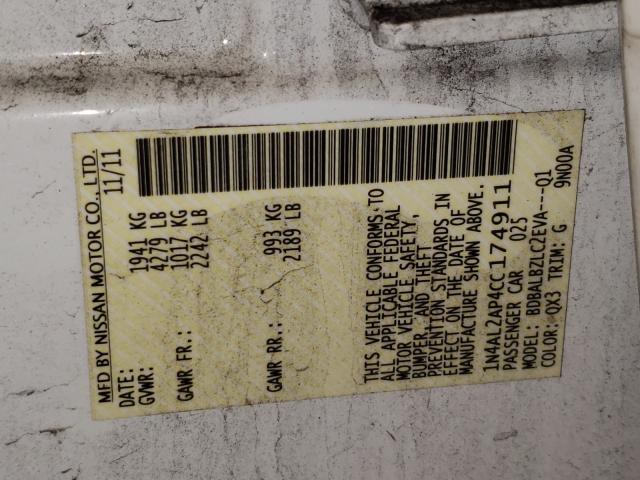 MFD BY NISSAN MOTOR CO., LTD.
DATE: 11/11
GVWR: 1941 KG
4279 LB
GAWR FR.: 1017 KG
2242 LB
GAWR RR.: 993 KG
2189 LB
THIS VEHICLE CONFORMS TO
ALL APPLICABLE FEDERAL
MOTOR VEHICLE SAFETY,
BUMPER, AND THEFT
PREVENTION STANDARDS IN
EFFECT ON THE DATE OF
MANUFACTURE SHOWN ABOVE.
1N4AL2AP4CC174911
PASSENGER CAR 025
MODEL: BDBALBZLC2EVA----Q1
COLOR: QX3 TRIM: G 9N00A